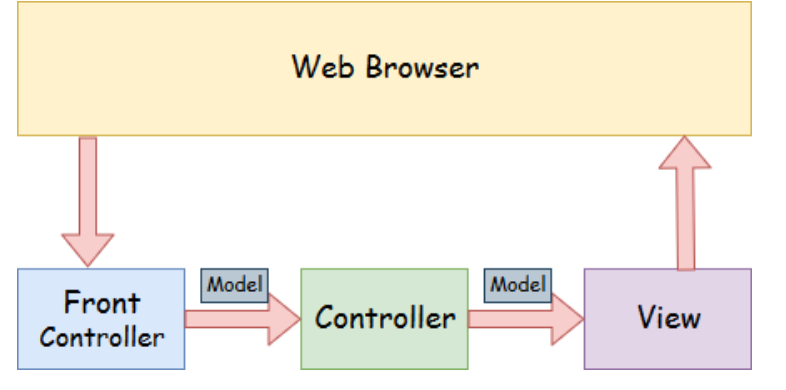 Web Browser
Model
Model
Front
Controller
Controller
View